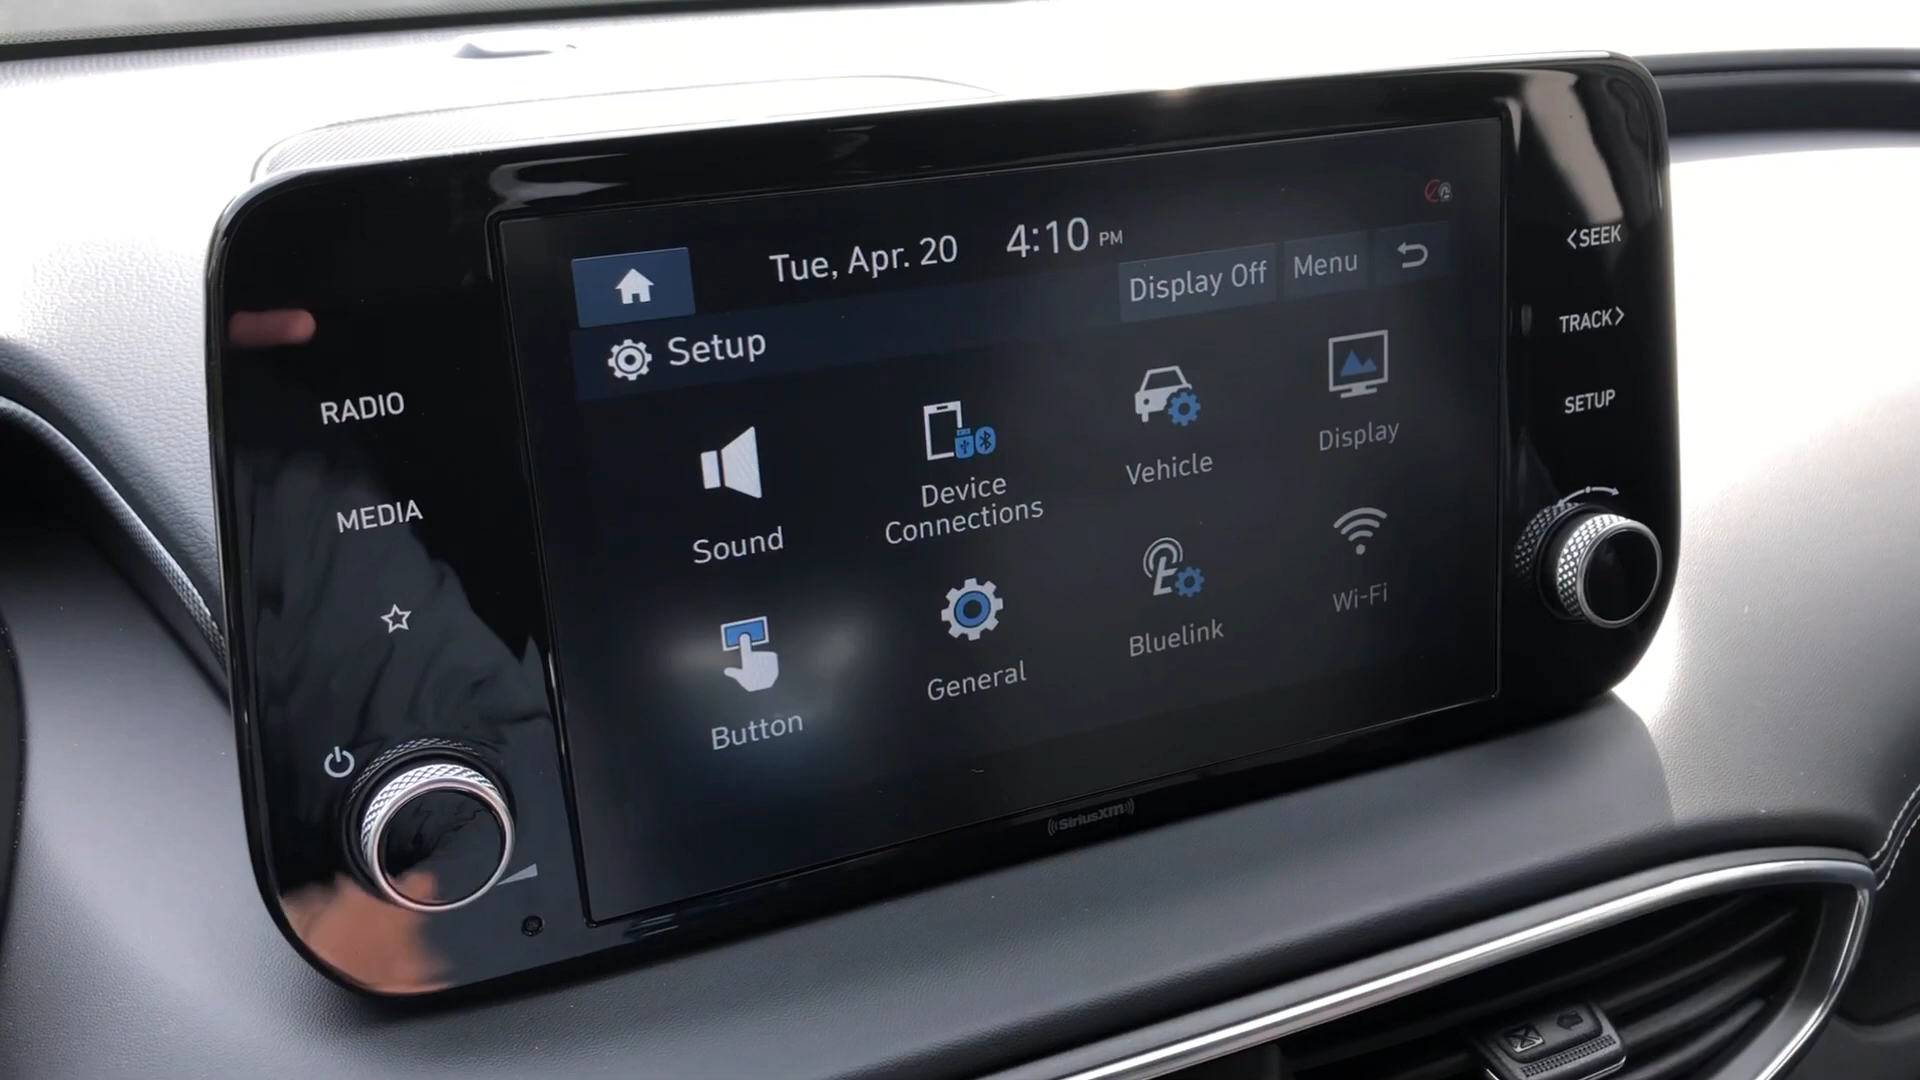 Tue, Apr. 20 4:10 PM
Display Off Menu
Setup
Sound
Device
Connections
Vehicle
Display
Button
General
Bluelink
Wi-Fi
RADIO
MEDIA
<SEEK
TRACK>
SETUP
SiriusXM